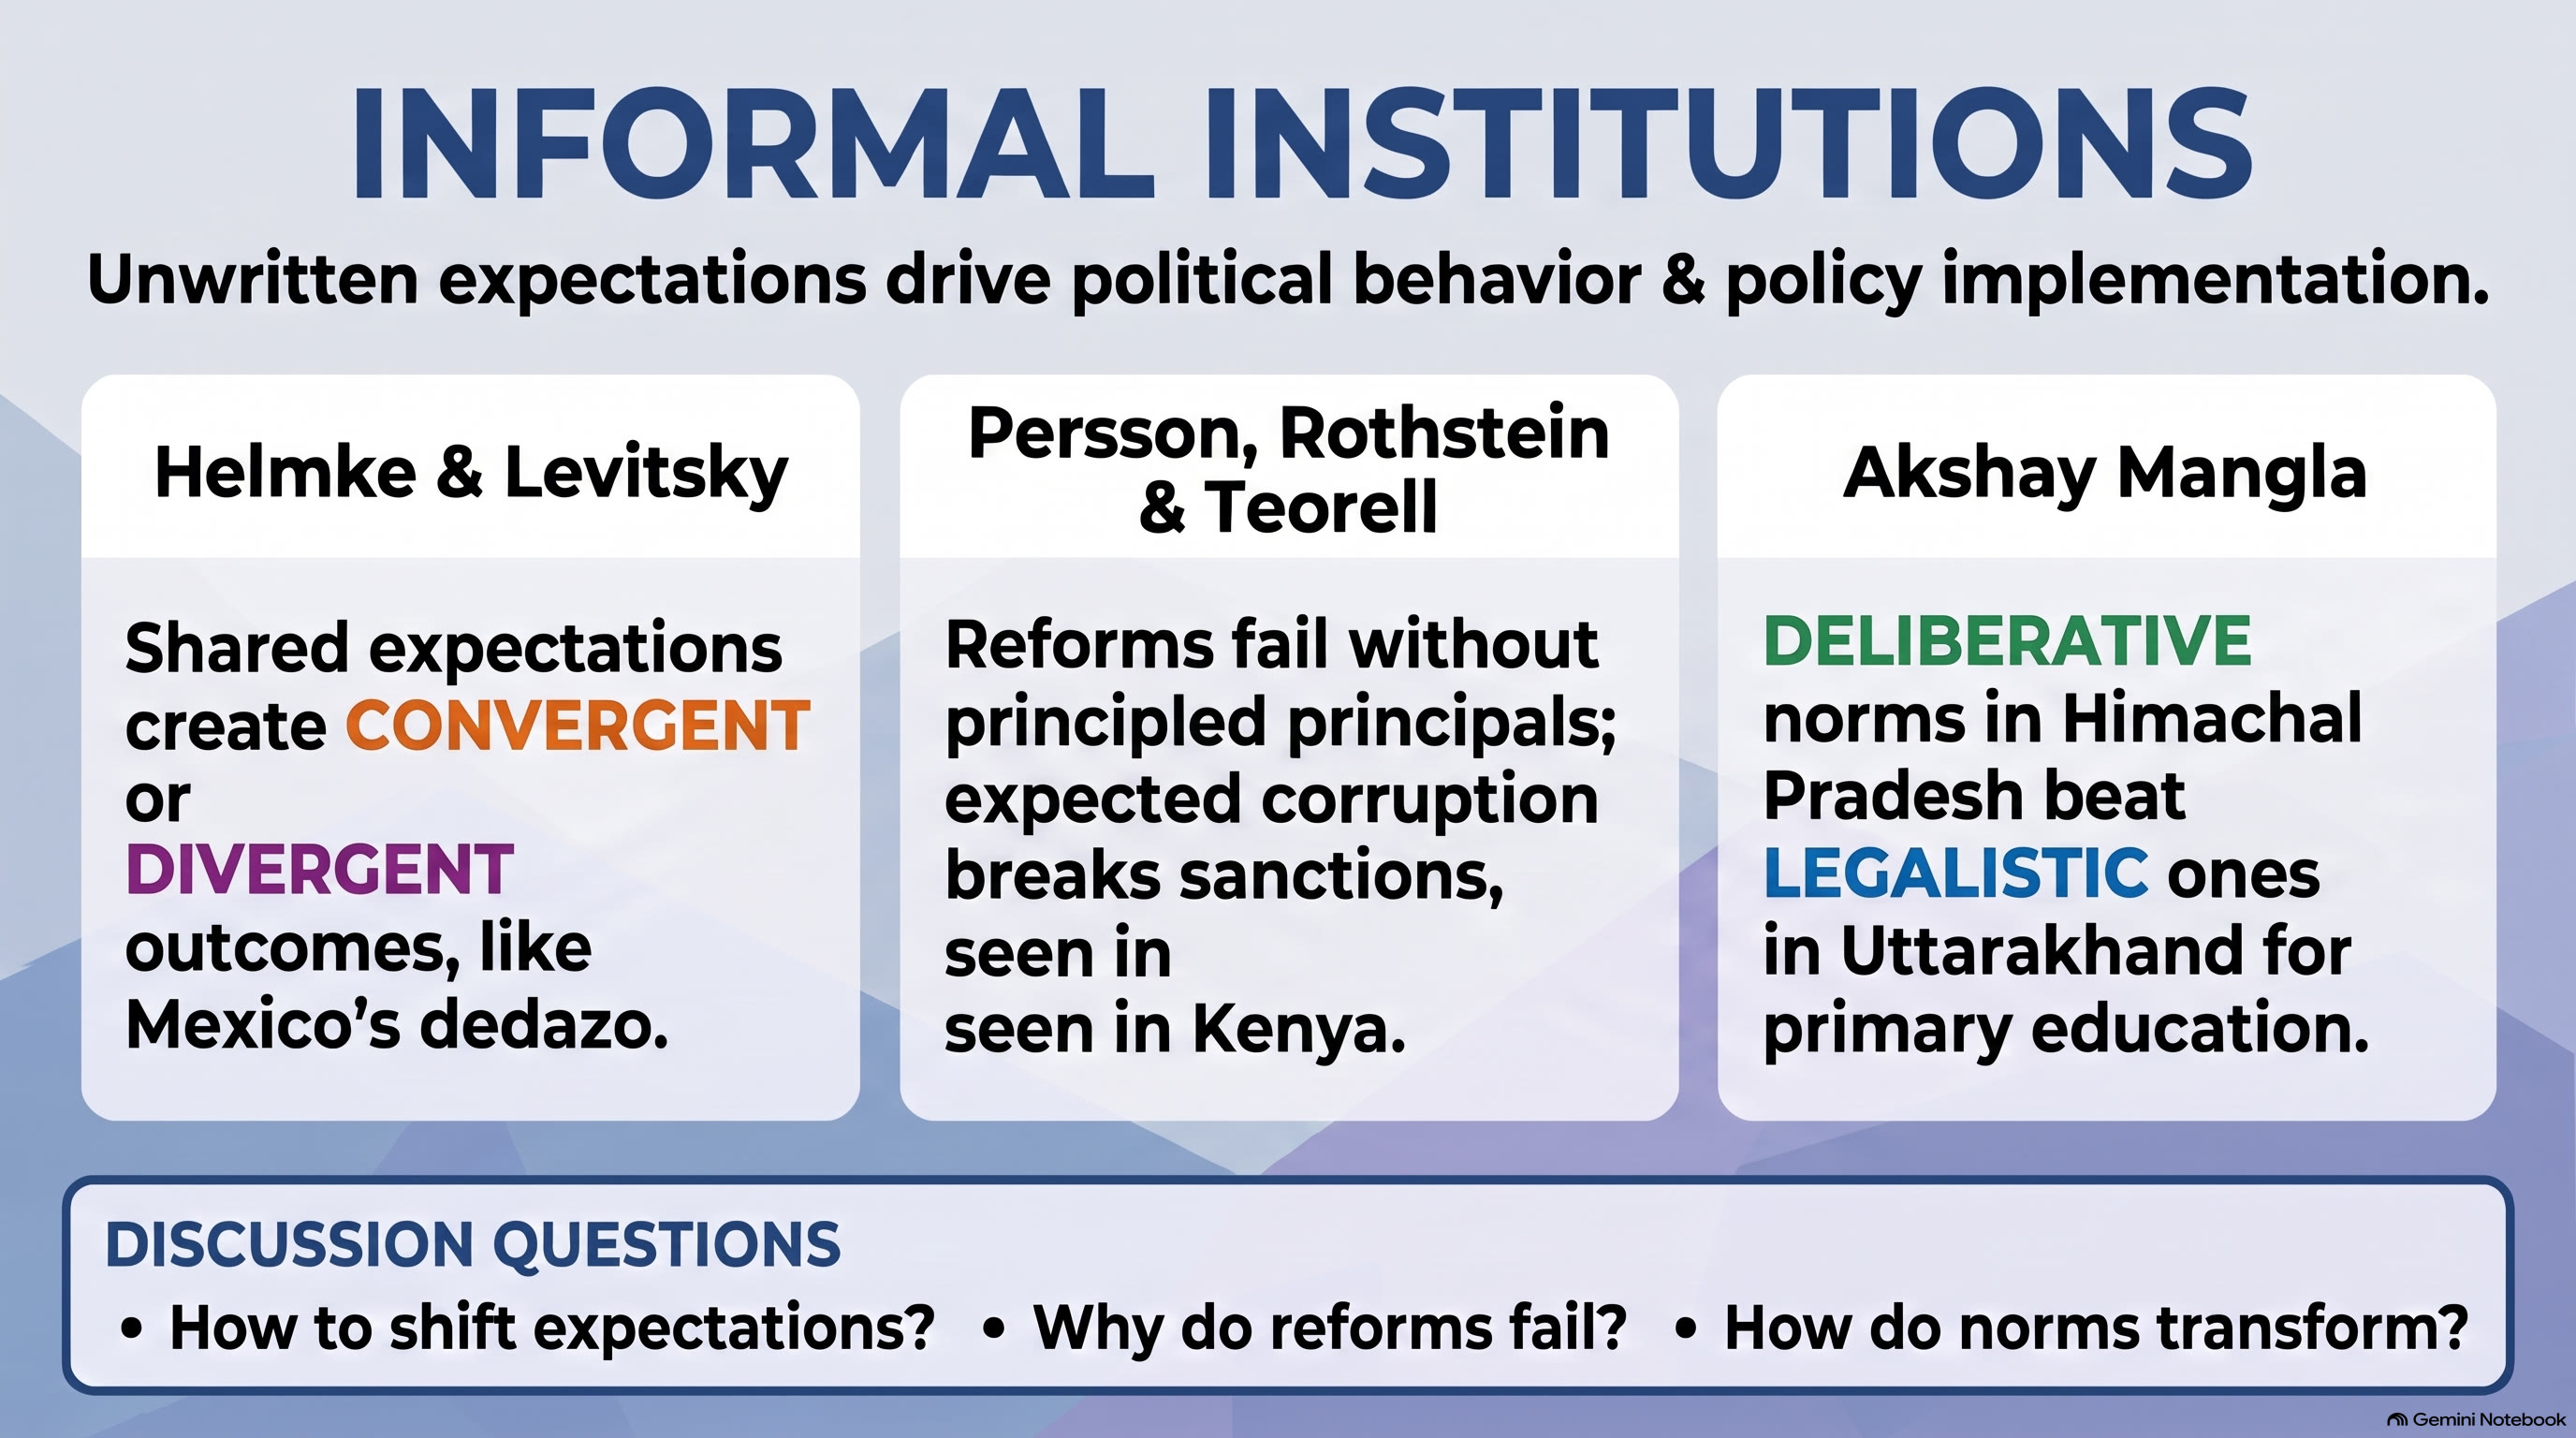 INFORMAL INSTITUTIONS
Unwritten expectations drive political behavior & policy implementation.
Helmke & Levitsky
Shared expectations
create CONVERGENT
or
DIVERGENT
outcomes, like
Mexico’s dedazo.
Persson, Rothstein
& Teorell
Reforms fail without
principled principals;
expected corruption
breaks sanctions,
seen in
seen in Kenya.
Akshay Mangla
DELIBERATIVE
norms in Himachal
Pradesh beat
LEGALISTIC ones
in Uttarakhand for
primary education.
DISCUSSION QUESTIONS
• How to shift expectations? • Why do reforms fail? • How do norms transform?
Gemini Notebook